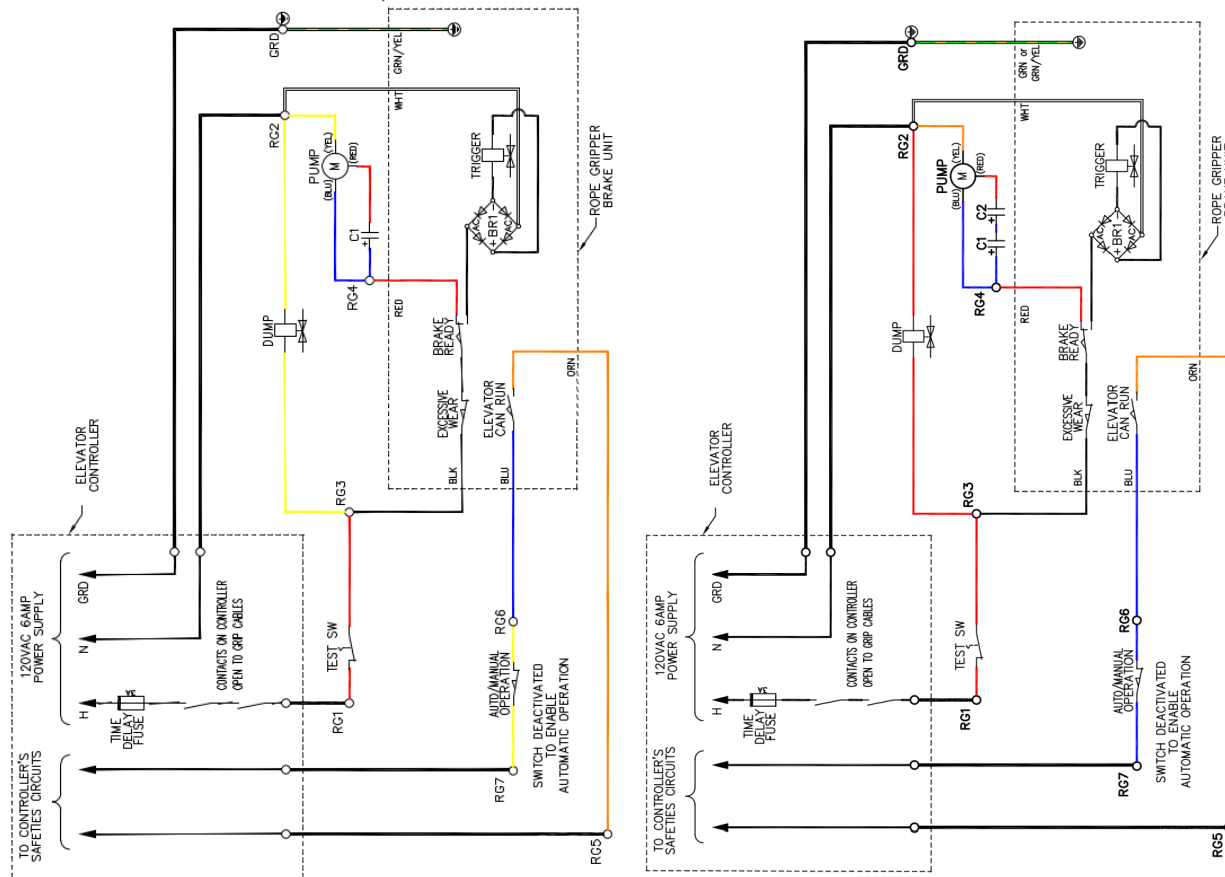 GRD
GRN/YEL
WHT
RG2
PUMP
(YEL)
(RED)
(BLU)
M
C1
+
RG4
RED
TRIGGER
AC
+ BR1 -
AC
ROPE GRIPPER
BRAKE UNIT
DUMP
BRAKE
READY
EXCESSIVE
WEAR
ELEVATOR
CAN RUN
ORN
BLK
BLU
RG3
ELEVATOR
CONTROLLER
120VAC 6AMP
POWER SUPPLY
GRD
N
H
TIME
DELAY
FUSE
3A
CONTACTS ON CONTROLLER
OPEN TO GRIP CABLES
TEST SW
RG1
RG6
AUTO/MANUAL
OPERATION
SWITCH DEACTIVATED
TO ENABLE
AUTOMATIC OPERATION
RG7
TO CONTROLLER'S
SAFETIES CIRCUITS
RG5
GRD
GRN or
GRN/YEL
WHT
RG2
PUMP
(YEL)
(RED)
(BLU)
M
C1
C2
+
+
RG4
RED
TRIGGER
AC
+ BR1 -
AC
ROPE GRIPPER
DUMP
BRAKE
READY
EXCESSIVE
WEAR
ELEVATOR
CAN RUN
ORN
BLK
BLU
RG3
ELEVATOR
CONTROLLER
120VAC 6AMP
POWER SUPPLY
GRD
N
H
TIME
DELAY
FUSE
3A
CONTACTS ON CONTROLLER
OPEN TO GRIP CABLES
TEST SW
RG1
RG6
AUTO/MANUAL
OPERATION
SWITCH DEACTIVATED
TO ENABLE
AUTOMATIC OPERATION
RG7
TO CONTROLLER'S
SAFETIES CIRCUITS
RG5